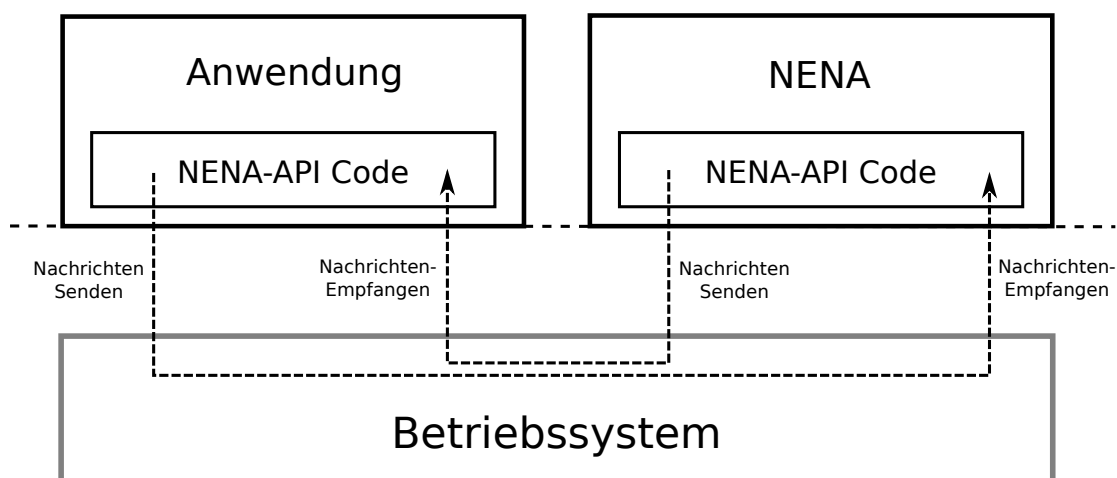 Anwendung
NENA
NENA-API Code
NENA-API Code
Nachrichten
Senden
Nachrichten-
Empfangen
Nachrichten
Senden
Nachrichten-
Empfangen
Betriebssystem